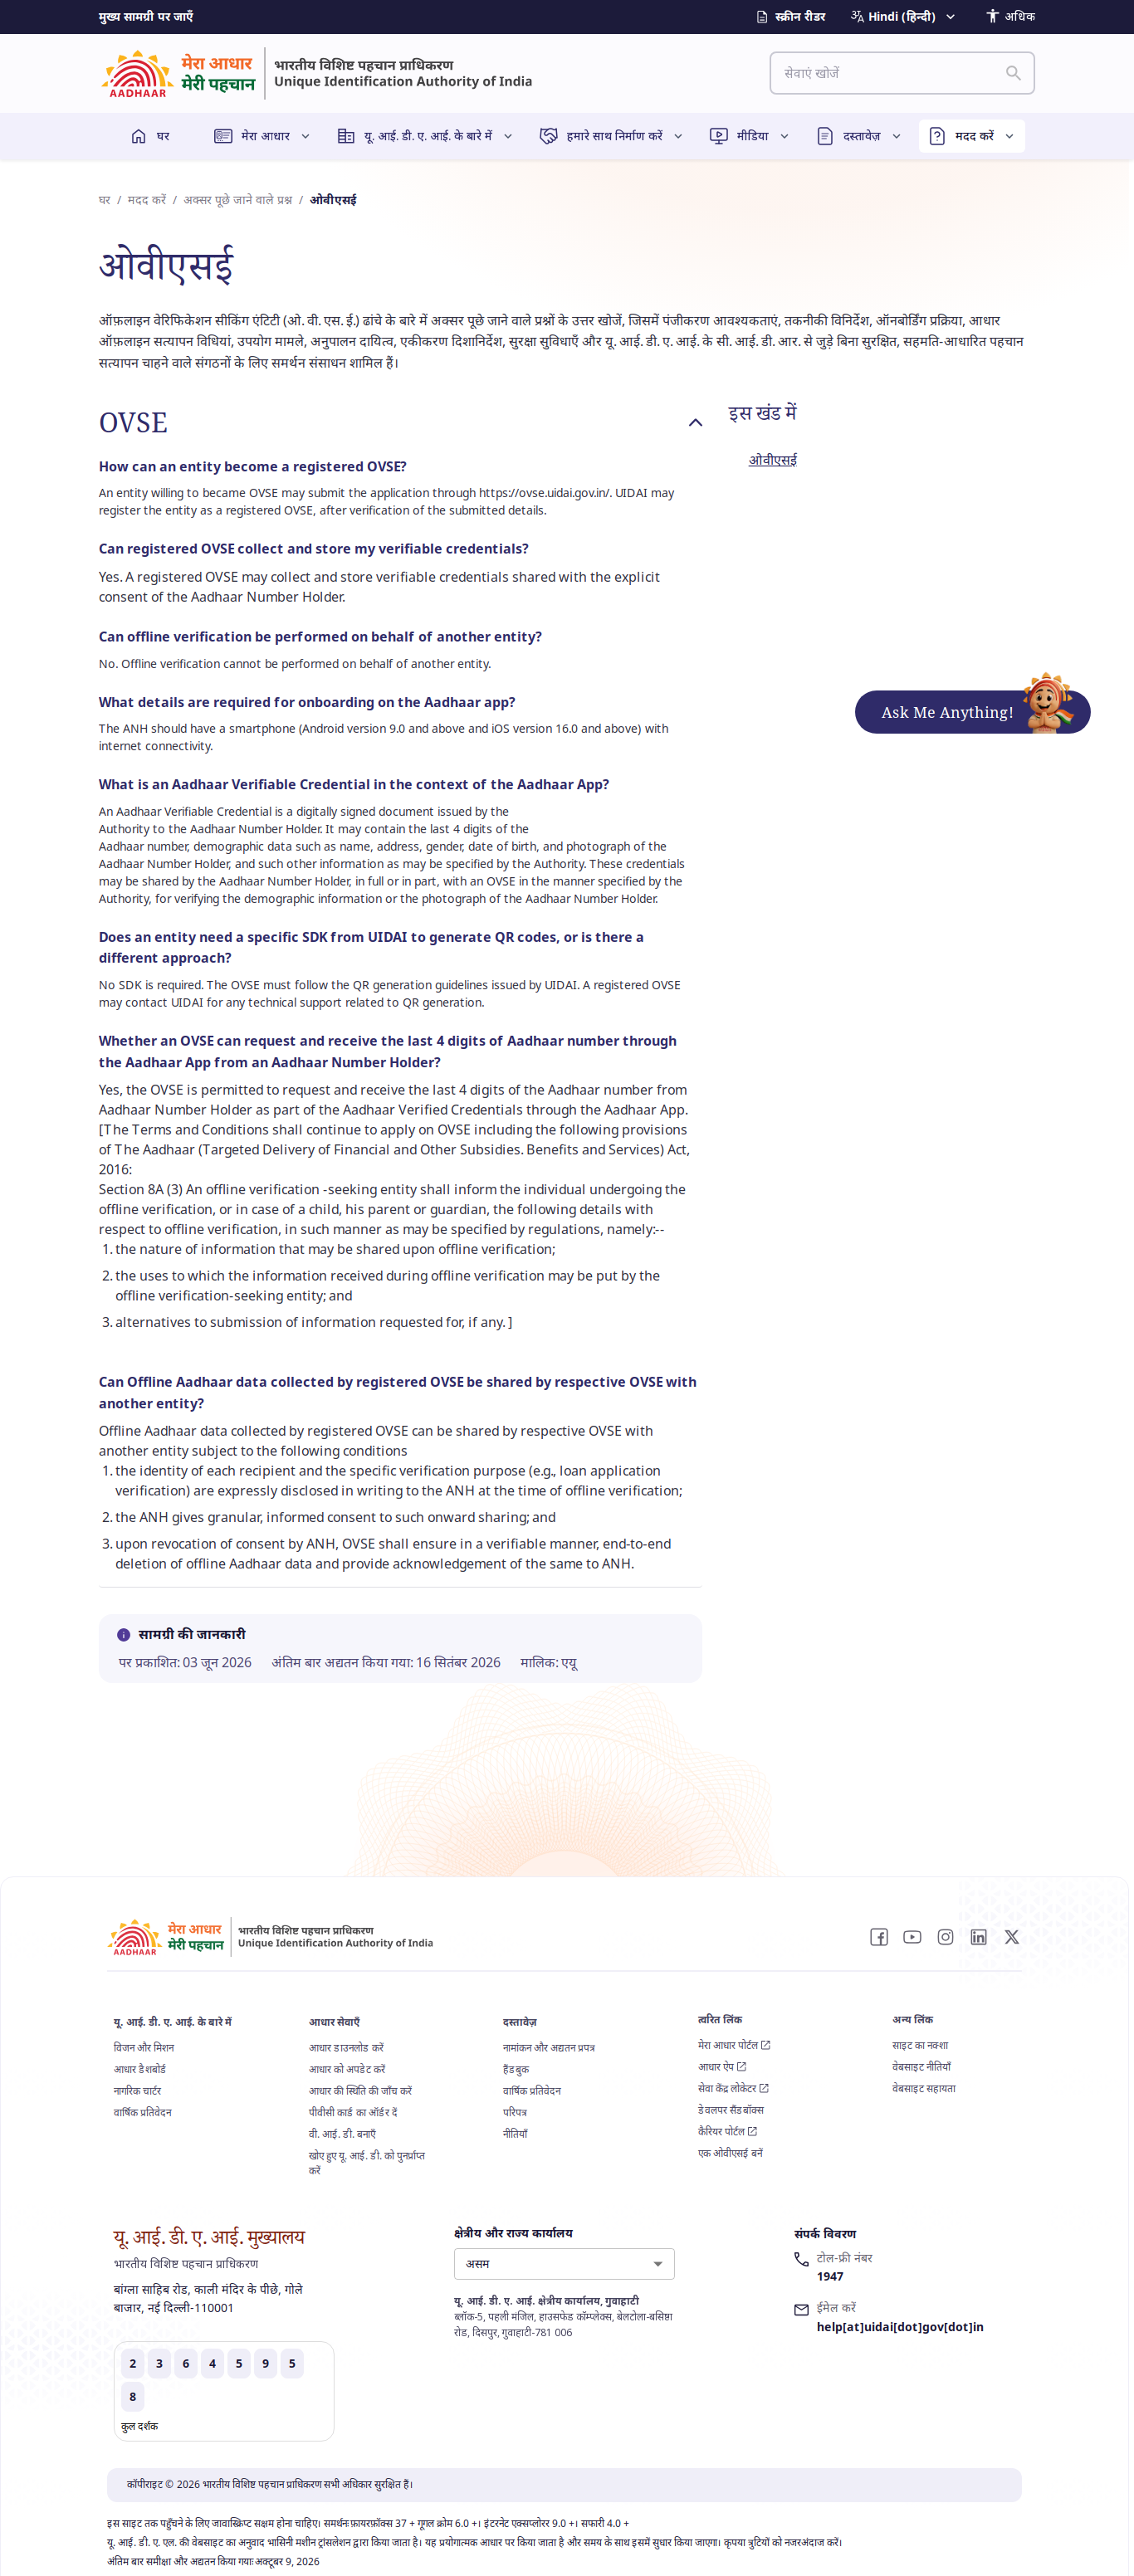 मुख्य सामग्री पर जाएँ
स्क्रीन रीडर
Hindi (हिन्दी)
अधिक
मेरा आधार
मेरी पहचान
AADHAAR
भारतीय विशिष्ट पहचान प्राधिकरण
Unique Identification Authority of India
सेवाएं खोजें
घर
मेरा आधार
यू. आई. डी. ए. आई. के बारे में
हमारे साथ निर्माण करें
मीडिया
दस्तावेज़
मदद करें
घर / मदद करें / अक्सर पूछे जाने वाले प्रश्न / ओवीएसई
ओवीएसई
ऑफ़लाइन वेरिफिकेशन सीकिंग एंटिटी (ओ. वी. एस. ई.) ढांचे के बारे में अक्सर पूछे जाने वाले प्रश्नों के उत्तर खोजें, जिसमें पंजीकरण आवश्यकताएं, तकनीकी विनिर्देश, ऑनबोर्डिंग प्रक्रिया, आधार
ऑफ़लाइन सत्यापन विधियां, उपयोग मामले, अनुपालन दायित्व, एकीकरण दिशानिर्देश, सुरक्षा सुविधाएँ और यू. आई. डी. ए. आई. के सी. आई. डी. आर. से जुड़े बिना सुरक्षित, सहमति-आधारित पहचान
सत्यापन चाहने वाले संगठनों के लिए समर्थन संसाधन शामिल हैं।
OVSE
इस खंड में
ओवीएसई
How can an entity become a registered OVSE?
An entity willing to became OVSE may submit the application through https://ovse.uidai.gov.in/. UIDAI may
register the entity as a registered OVSE, after verification of the submitted details.
Can registered OVSE collect and store my verifiable credentials?
Yes. A registered OVSE may collect and store verifiable credentials shared with the explicit
consent of the Aadhaar Number Holder.
Can offline verification be performed on behalf of another entity?
No. Offline verification cannot be performed on behalf of another entity.
What details are required for onboarding on the Aadhaar app?
The ANH should have a smartphone (Android version 9.0 and above and iOS version 16.0 and above) with
internet connectivity.
Ask Me Anything!
What is an Aadhaar Verifiable Credential in the context of the Aadhaar App?
An Aadhaar Verifiable Credential is a digitally signed document issued by the
Authority to the Aadhaar Number Holder. It may contain the last 4 digits of the
Aadhaar number, demographic data such as name, address, gender, date of birth, and photograph of the
Aadhaar Number Holder, and such other information as may be specified by the Authority. These credentials
may be shared by the Aadhaar Number Holder, in full or in part, with an OVSE in the manner specified by the
Authority, for verifying the demographic information or the photograph of the Aadhaar Number Holder.
Does an entity need a specific SDK from UIDAI to generate QR codes, or is there a
different approach?
No SDK is required. The OVSE must follow the QR generation guidelines issued by UIDAI. A registered OVSE
may contact UIDAI for any technical support related to QR generation.
Whether an OVSE can request and receive the last 4 digits of Aadhaar number through
the Aadhaar App from an Aadhaar Number Holder?
Yes, the OVSE is permitted to request and receive the last 4 digits of the Aadhaar number from
Aadhaar Number Holder as part of the Aadhaar Verified Credentials through the Aadhaar App.
[The Terms and Conditions shall continue to apply on OVSE including the following provisions
of The Aadhaar (Targeted Delivery of Financial and Other Subsidies. Benefits and Services) Act,
2016:
Section 8A (3) An offline verification -seeking entity shall inform the individual undergoing the
offline verification, or in case of a child, his parent or guardian, the following details with
respect to offline verification, in such manner as may be specified by regulations, namely:--
1. the nature of information that may be shared upon offline verification;
2. the uses to which the information received during offline verification may be put by the
offline verification-seeking entity; and
3. alternatives to submission of information requested for, if any. ]
Can Offline Aadhaar data collected by registered OVSE be shared by respective OVSE with
another entity?
Offline Aadhaar data collected by registered OVSE can be shared by respective OVSE with
another entity subject to the following conditions
1. the identity of each recipient and the specific verification purpose (e.g., loan application
verification) are expressly disclosed in writing to the ANH at the time of offline verification;
2. the ANH gives granular, informed consent to such onward sharing; and
3. upon revocation of consent by ANH, OVSE shall ensure in a verifiable manner, end-to-end
deletion of offline Aadhaar data and provide acknowledgement of the same to ANH.
सामग्री की जानकारी
पर प्रकाशित: 03 जून 2026 अंतिम बार अद्यतन किया गया: 16 सितंबर 2026 मालिक: एयू
मेरा आधार
मेरी पहचान
AADHAAR
भारतीय विशिष्ट पहचान प्राधिकरण
Unique Identification Authority of India
यू. आई. डी. ए. आई. के बारे में
विजन और मिशन
आधार डैशबोर्ड
नागरिक चार्टर
वार्षिक प्रतिवेदन
आधार सेवाएँ
आधार डाउनलोड करें
आधार को अपडेट करें
आधार की स्थिति की जाँच करें
पीवीसी कार्ड का ऑर्डर दें
वी. आई. डी. बनाएँ
खोए हुए यू. आई. डी. को पुनर्प्राप्त
करें
दस्तावेज़
नामांकन और अद्यतन प्रपत्र
हैंडबुक
वार्षिक प्रतिवेदन
परिपत्र
नीतियाँ
त्वरित लिंक
मेरा आधार पोर्टल
आधार ऐप
सेवा केंद्र लोकेटर
डेवलपर सैंडबॉक्स
कैरियर पोर्टल
एक ओवीएसई बनें
अन्य लिंक
साइट का नक्शा
वेबसाइट नीतियाँ
वेबसाइट सहायता
यू. आई. डी. ए. आई. मुख्यालय
भारतीय विशिष्ट पहचान प्राधिकरण
बांग्ला साहिब रोड, काली मंदिर के पीछे, गोले
बाजार, नई दिल्ली-110001
2 3 6 4 5 9 5
8
कुल दर्शक
क्षेत्रीय और राज्य कार्यालय
असम
यू. आई. डी. ए. आई. क्षेत्रीय कार्यालय, गुवाहाटी
ब्लॉक-5, पहली मंजिल, हाउसफेड कॉम्प्लेक्स, बेलटोला-बसिष्ठा
रोड, दिसपुर, गुवाहाटी-781 006
संपर्क विवरण
टोल-फ्री नंबर
1947
ईमेल करें
help[at]uidai[dot]gov[dot]in
कॉपीराइट © 2026 भारतीय विशिष्ट पहचान प्राधिकरण सभी अधिकार सुरक्षित हैं।
इस साइट तक पहुँचने के लिए जावास्क्रिप्ट सक्षम होना चाहिए। समर्थनः फ़ायरफ़ॉक्स 37 + गूगल क्रोम 6.0 +। इंटरनेट एक्सप्लोरर 9.0 +। सफारी 4.0 +
यू. आई. डी. ए. एल. की वेबसाइट का अनुवाद भासिनी मशीन ट्रांसलेशन द्वारा किया जाता है। यह प्रयोगात्मक आधार पर किया जाता है और समय के साथ इसमें सुधार किया जाएगा। कृपया त्रुटियों को नजरअंदाज करें।
अंतिम बार समीक्षा और अद्यतन किया गयाः अक्टूबर 9, 2026